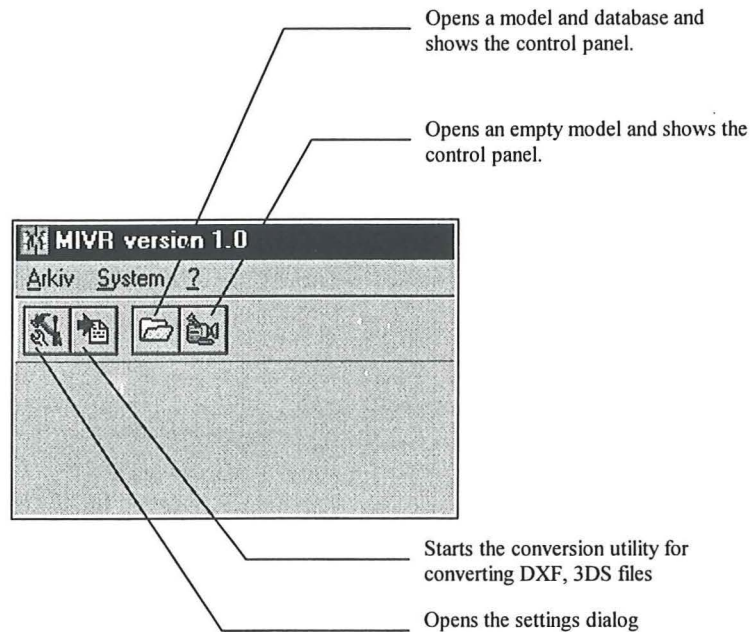 Opens a model and database and
shows the control panel.
Opens an empty model and shows the
control panel.
MIVR version 1.0
Arkiv System ?
Starts the conversion utility for
converting DXF, 3DS files
Opens the settings dialog